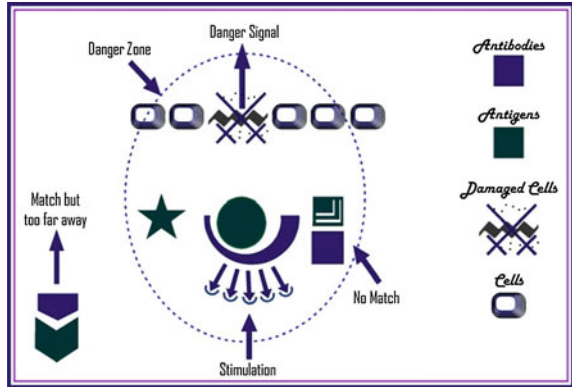 Danger Signal
Danger Zone
Antibodies
Antigens
Match but
too far away
Damaged Cells
No Match
Cells
Stimulation